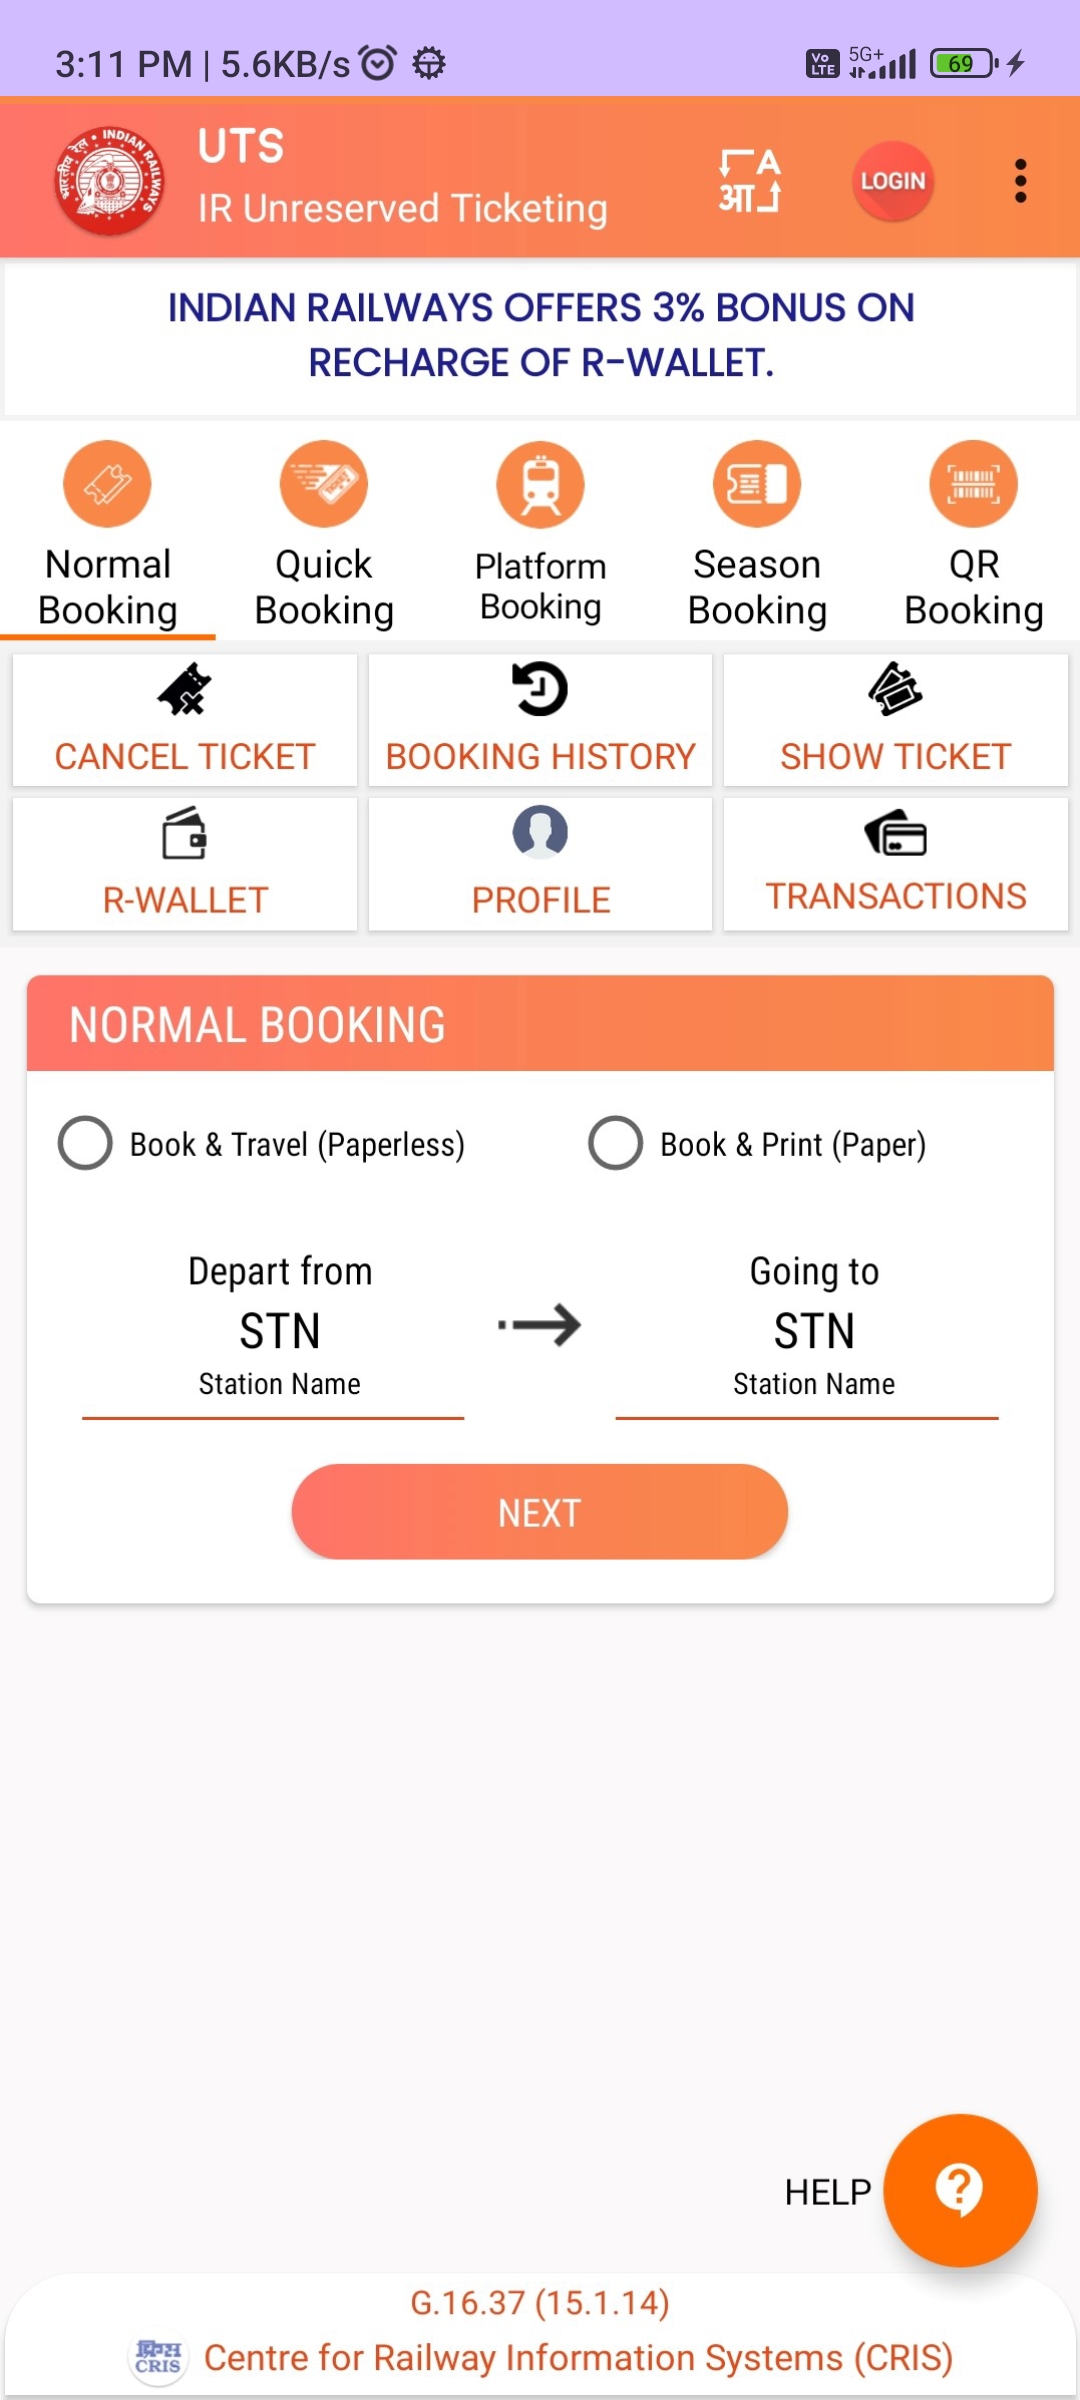 3:11 PM | 5.6KB/s
Vo LTE 5G+ 69
भारतीय रेल • INDIAN RAILWAYS
UTS
IR Unreserved Ticketing
A
आ
LOGIN
INDIAN RAILWAYS OFFERS 3% BONUS ON
RECHARGE OF R-WALLET.
Normal Booking
Quick Booking
Platform Booking
Season Booking
QR Booking
CANCEL TICKET
BOOKING HISTORY
SHOW TICKET
R-WALLET
PROFILE
TRANSACTIONS
NORMAL BOOKING
Book & Travel (Paperless)
Book & Print (Paper)
Depart from
STN
Station Name
Going to
STN
Station Name
NEXT
HELP
G.16.37 (15.1.14)
क्रिस
CRIS
Centre for Railway Information Systems (CRIS)